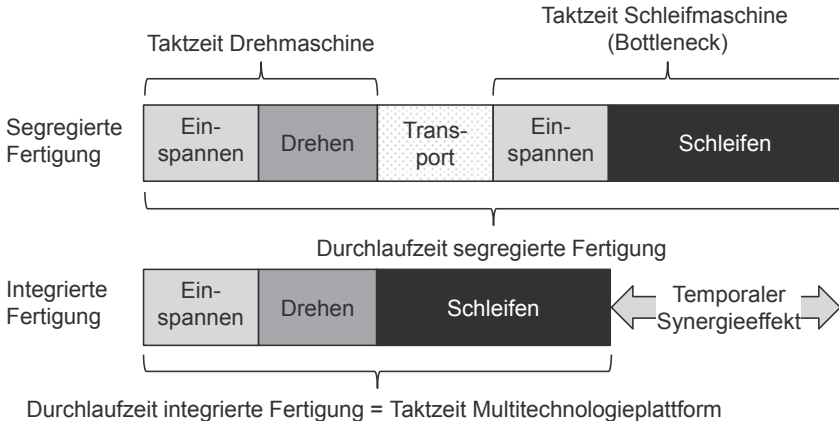 Taktzeit Schleifmaschine
(Bottleneck)
Taktzeit Drehmaschine
Segregierte
Fertigung
Ein-
spannen
Drehen
Trans-
port
Ein-
spannen
Schleifen
Durchlaufzeit segregierte Fertigung
Integrierte
Fertigung
Ein-
spannen
Drehen
Schleifen
Temporaler
Synergieeffekt
Durchlaufzeit integrierte Fertigung = Taktzeit Multitechnologieplattform